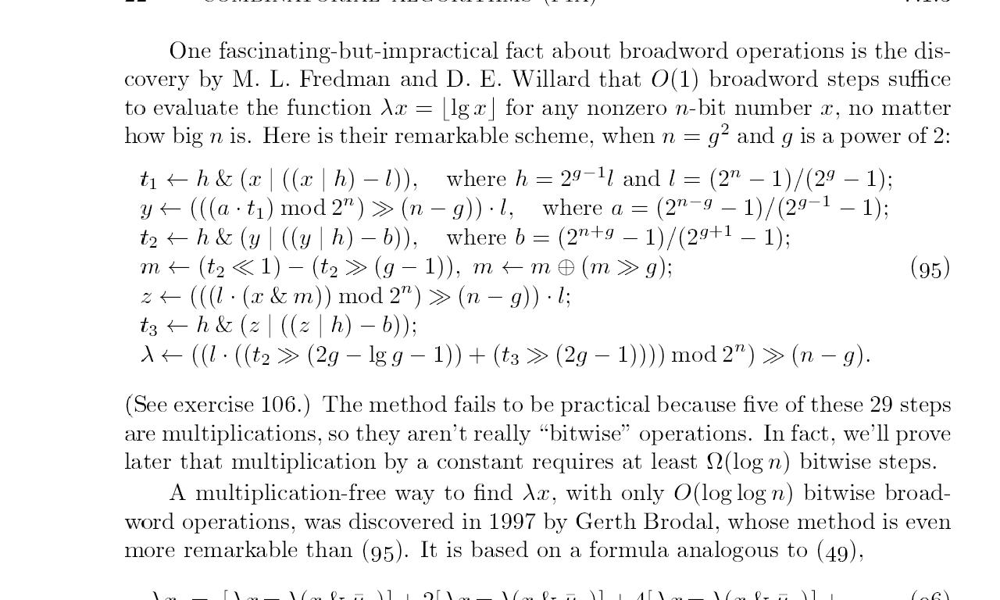 One fascinating-but-impractical fact about broadword operations is the dis-
covery by M. L. Fredman and D. E. Willard that O(1) broadword steps suffice
to evaluate the function λx = ⌊lg x⌋ for any nonzero n-bit number x, no matter
how big n is. Here is their remarkable scheme, when n = g² and g is a power of 2:
t₁ ← h & (x | ((x | h) − l)), where h = 2^{g−1}l and l = (2^n − 1)/(2^g − 1);
y ← (((a · t₁) mod 2^n) ≫ (n − g)) · l, where a = (2^{n−g} − 1)/(2^{g−1} − 1);
t₂ ← h & (y | ((y | h) − b)), where b = (2^{n+g} − 1)/(2^{g+1} − 1);
m ← (t₂ ≪ 1) − (t₂ ≫ (g − 1)), m ← m ⊕ (m ≫ g); (95)
z ← (((l · (x & m)) mod 2^n) ≫ (n − g)) · l;
t₃ ← h & (z | ((z | h) − b));
λ ← ((l · ((t₂ ≫ (2g − lg g − 1)) + (t₃ ≫ (2g − 1)))) mod 2^n) ≫ (n − g).
(See exercise 106.) The method fails to be practical because five of these 29 steps
are multiplications, so they aren't really “bitwise” operations. In fact, we'll prove
later that multiplication by a constant requires at least Ω(log n) bitwise steps.
A multiplication-free way to find λx, with only O(log log n) bitwise broad-
word operations, was discovered in 1997 by Gerth Brodal, whose method is even
more remarkable than (95). It is based on a formula analogous to (49),